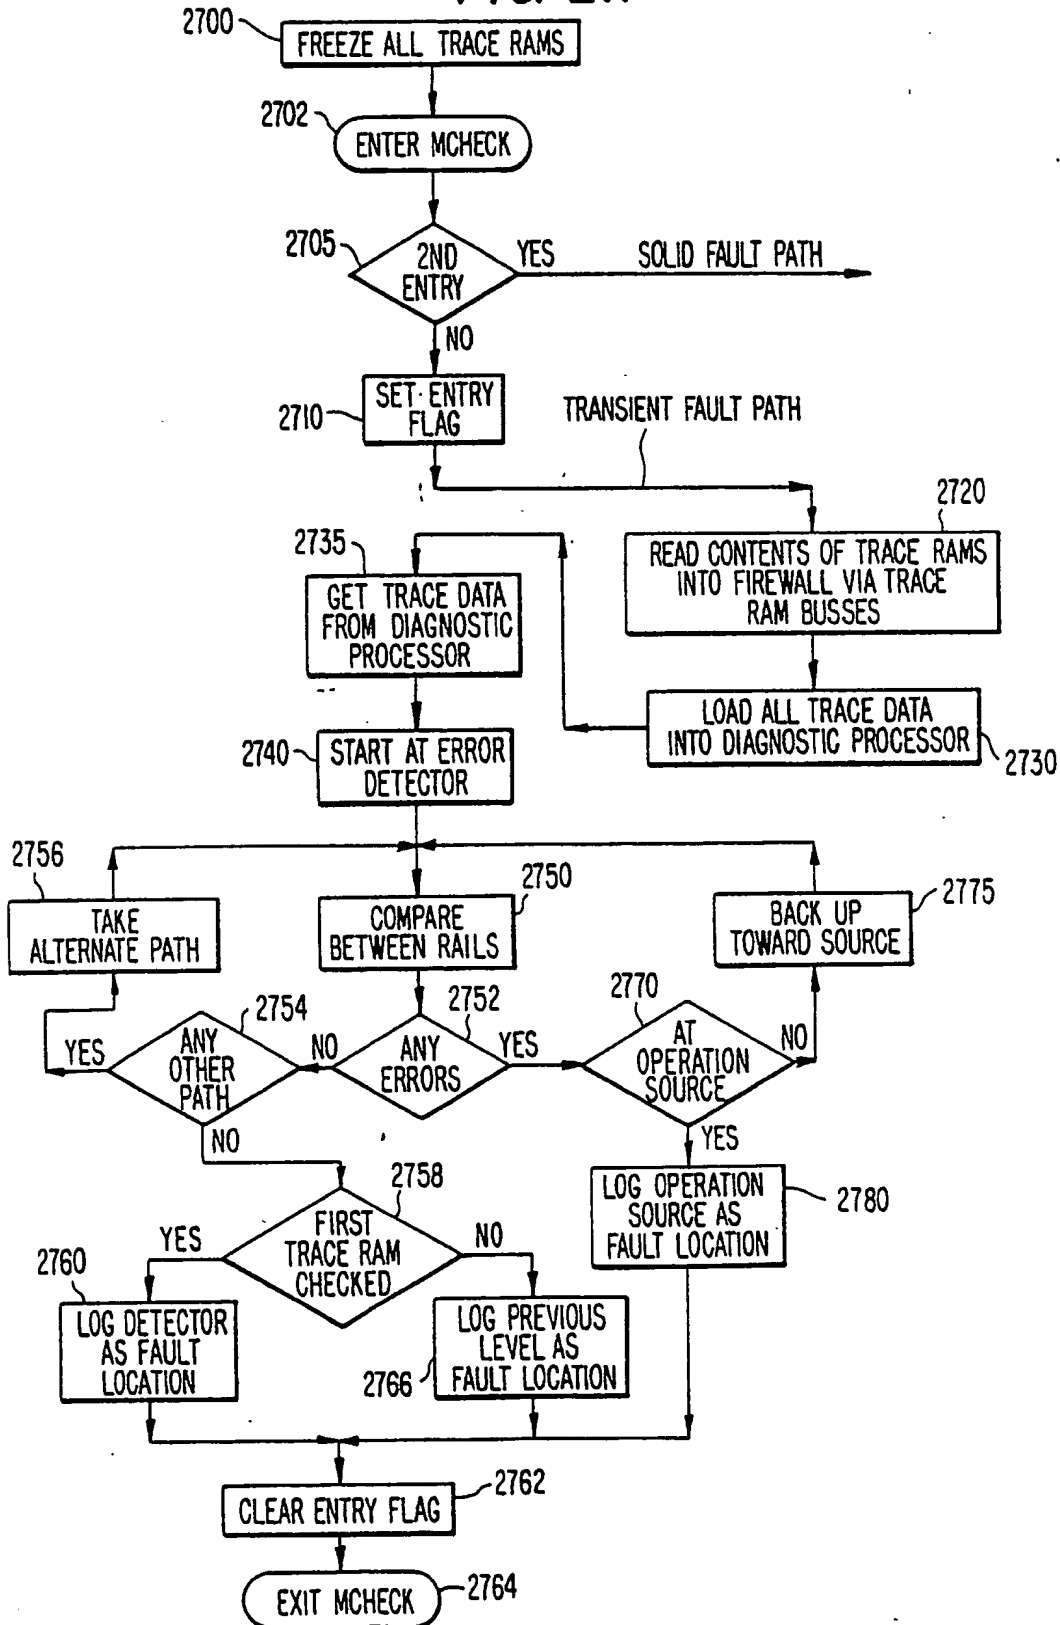 2700
FREEZE ALL TRACE RAMS
2702
ENTER MCHECK
2705
2ND
ENTRY
YES
SOLID FAULT PATH
NO
2710
SET ENTRY
FLAG
TRANSIENT FAULT PATH
2720
READ CONTENTS OF TRACE RAMS
INTO FIREWALL VIA TRACE
RAM BUSSES
2735
GET TRACE DATA
FROM DIAGNOSTIC
PROCESSOR
LOAD ALL TRACE DATA
INTO DIAGNOSTIC PROCESSOR
2730
2740
START AT ERROR
DETECTOR
2756
TAKE
ALTERNATE PATH
2750
COMPARE
BETWEEN RAILS
2775
BACK UP
TOWARD SOURCE
2754
ANY
OTHER
PATH
YES
NO
2752
ANY
ERRORS
YES
2770
AT
OPERATION
SOURCE
NO
NO
YES
2758
FIRST
TRACE RAM
CHECKED
YES
NO
2780
LOG OPERATION
SOURCE AS
FAULT LOCATION
2760
LOG DETECTOR
AS FAULT
LOCATION
2766
LOG PREVIOUS
LEVEL AS
FAULT LOCATION
2762
CLEAR ENTRY FLAG
EXIT MCHECK
2764